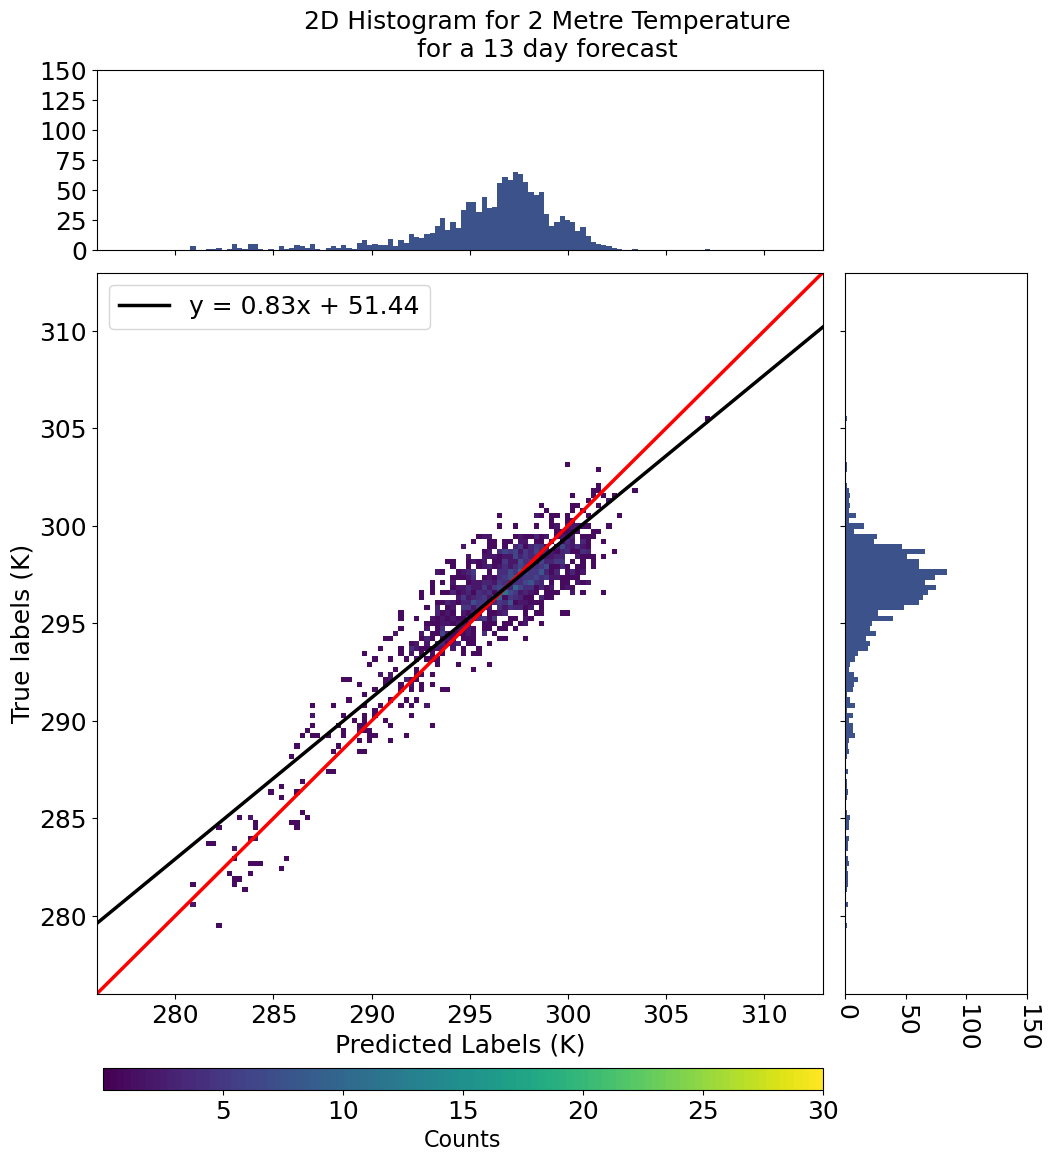 2D Histogram for 2 Metre Temperature
for a 13 day forecast
150
125
100
75
50
25
0
y = 0.83x + 51.44
310
305
300
295
290
285
280
True labels (K)
280 285 290 295 300 305 310
Predicted Labels (K)
0 50 100 150
5 10 15 20 25 30
Counts